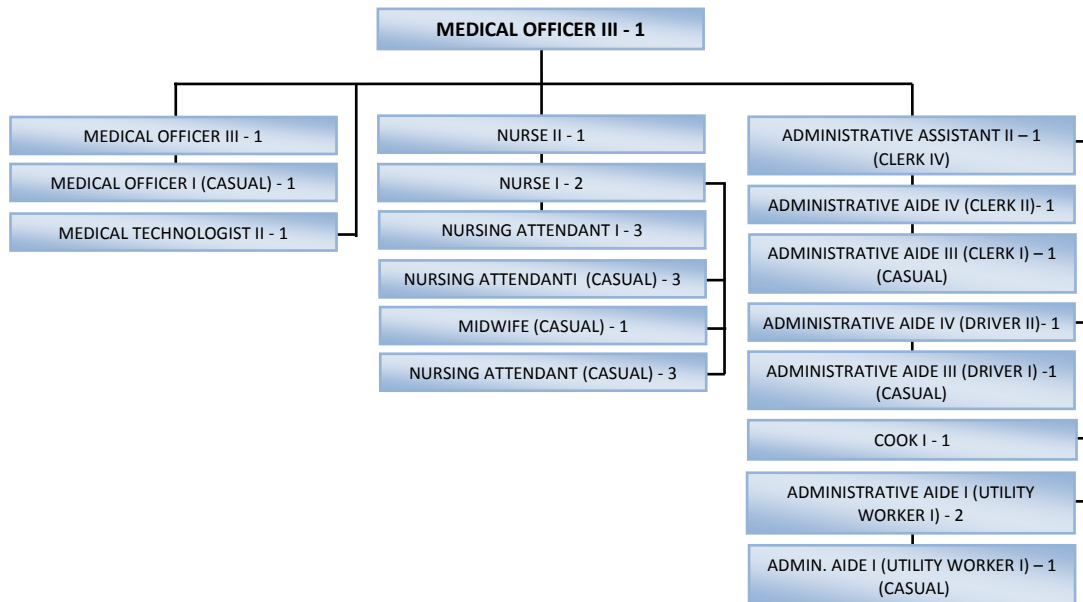 MEDICAL OFFICER III - 1
MEDICAL OFFICER III - 1
MEDICAL OFFICER I (CASUAL) - 1
MEDICAL TECHNOLOGIST II - 1
NURSE II - 1
NURSE I - 2
NURSING ATTENDANT I - 3
NURSING ATTENDANTI (CASUAL) - 3
MIDWIFE (CASUAL) - 1
NURSING ATTENDANT (CASUAL) - 3
ADMINISTRATIVE ASSISTANT II – 1
(CLERK IV)
ADMINISTRATIVE AIDE IV (CLERK II)- 1
ADMINISTRATIVE AIDE III (CLERK I) – 1
(CASUAL)
ADMINISTRATIVE AIDE IV (DRIVER II)- 1
ADMINISTRATIVE AIDE III (DRIVER I) -1
(CASUAL)
COOK I - 1
ADMINISTRATIVE AIDE I (UTILITY
WORKER I) - 2
ADMIN. AIDE I (UTILITY WORKER I) – 1
(CASUAL)